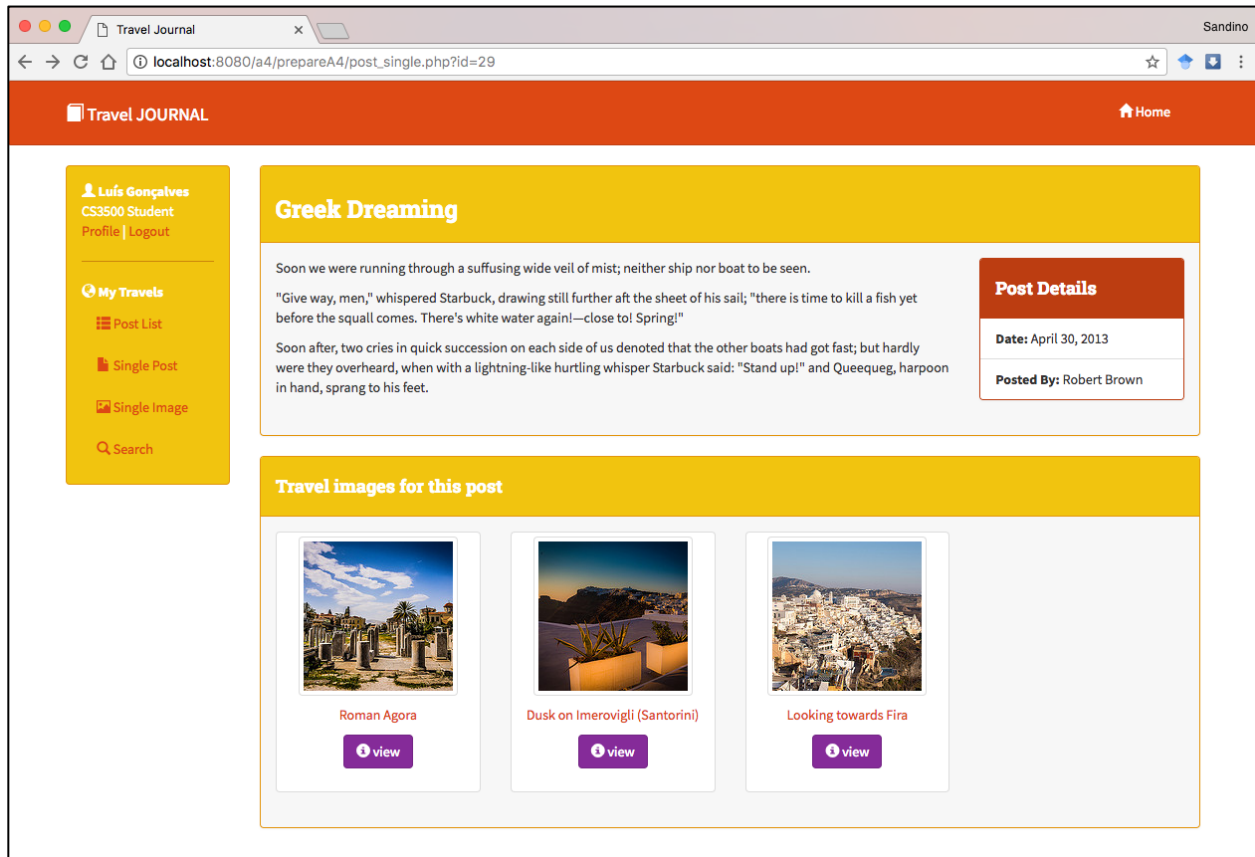 Travel Journal
Sandino
localhost:8080/a4/prepareA4/post_single.php?id=29
Travel JOURNAL
Home
Luís Gonçalves
CS3500 Student
Profile | Logout
My Travels
Post List
Single Post
Single Image
Search
Greek Dreaming
Soon we were running through a suffusing wide veil of mist; neither ship nor boat to be seen.
"Give way, men," whispered Starbuck, drawing still further aft the sheet of his sail; "there is time to kill a fish yet
before the squall comes. There's white water again!—close to! Spring!"
Soon after, two cries in quick succession on each side of us denoted that the other boats had got fast; but hardly
were they overheard, when with a lightning-like hurtling whisper Starbuck said: "Stand up!" and Queequeg, harpoon
in hand, sprang to his feet.
Post Details
Date: April 30, 2013
Posted By: Robert Brown
Travel images for this post
Roman Agora
view
Dusk on Imerovigli (Santorini)
view
Looking towards Fira
view